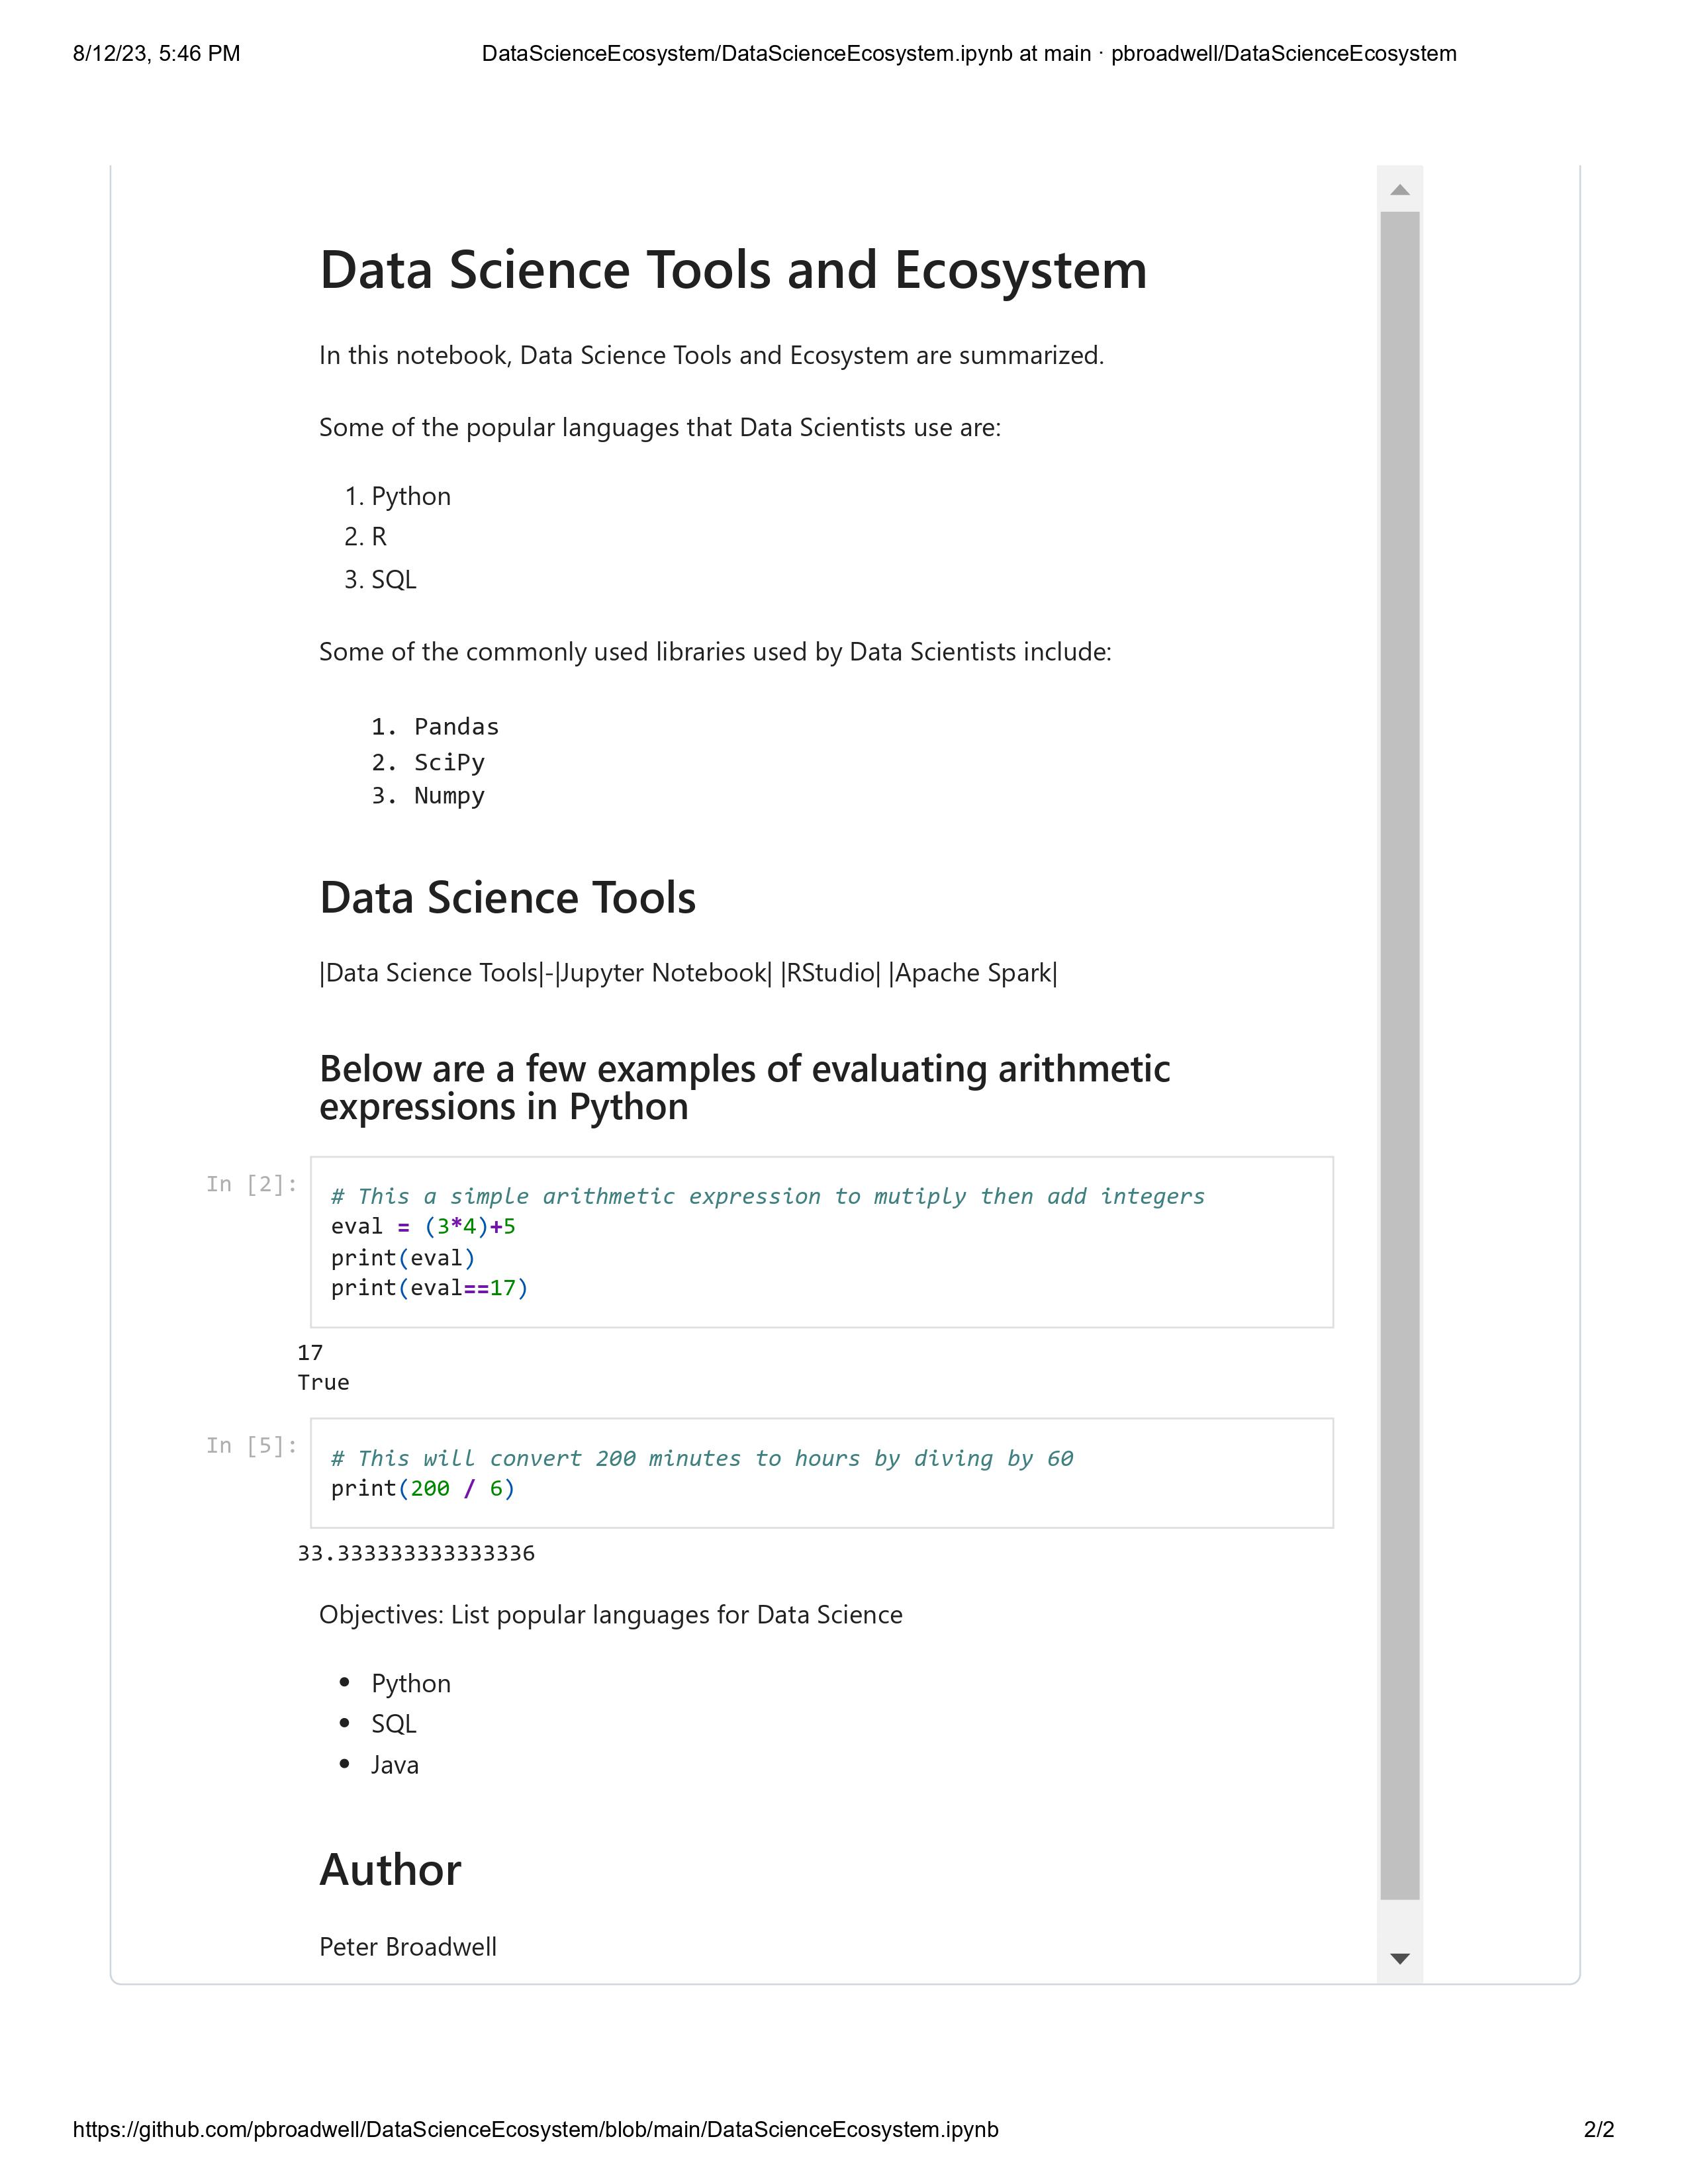 8/12/23, 5:46 PM DataScienceEcosystem/DataScienceEcosystem.ipynb at main · pbroadwell/DataScienceEcosystem
Data Science Tools and Ecosystem
In this notebook, Data Science Tools and Ecosystem are summarized.
Some of the popular languages that Data Scientists use are:
1. Python
2. R
3. SQL
Some of the commonly used libraries used by Data Scientists include:
1. Pandas
2. SciPy
3. Numpy
Data Science Tools
|Data Science Tools|-|Jupyter Notebook| |RStudio| |Apache Spark|
Below are a few examples of evaluating arithmetic
expressions in Python
In [2]:
# This a simple arithmetic expression to mutiply then add integers
eval = (3*4)+5
print(eval)
print(eval==17)
17
True
In [5]:
# This will convert 200 minutes to hours by diving by 60
print(200 / 6)
33.333333333333336
Objectives: List popular languages for Data Science
• Python
• SQL
• Java
Author
Peter Broadwell
https://github.com/pbroadwell/DataScienceEcosystem/blob/main/DataScienceEcosystem.ipynb 2/2